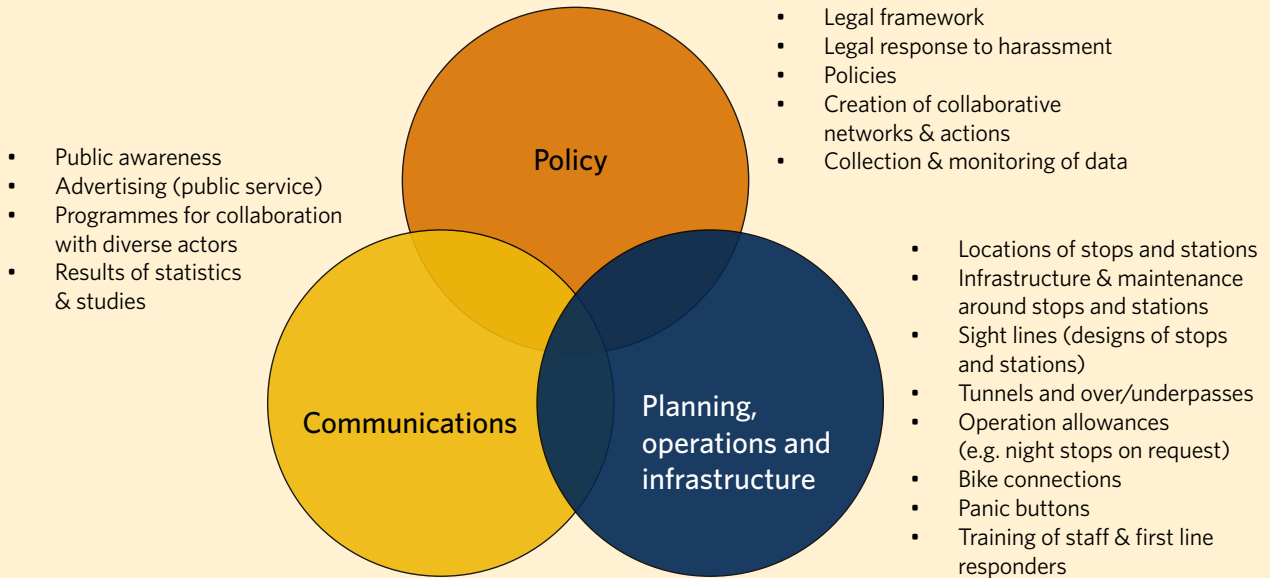 Policy
• Legal framework
• Legal response to harassment
• Policies
• Creation of collaborative
networks & actions
• Collection & monitoring of data
• Public awareness
• Advertising (public service)
• Programmes for collaboration
with diverse actors
• Results of statistics
& studies
Communications
Planning,
operations and
infrastructure
• Locations of stops and stations
• Infrastructure & maintenance
around stops and stations
• Sight lines (designs of stops
and stations)
• Tunnels and over/underpasses
• Operation allowances
(e.g. night stops on request)
• Bike connections
• Panic buttons
• Training of staff & first line
responders